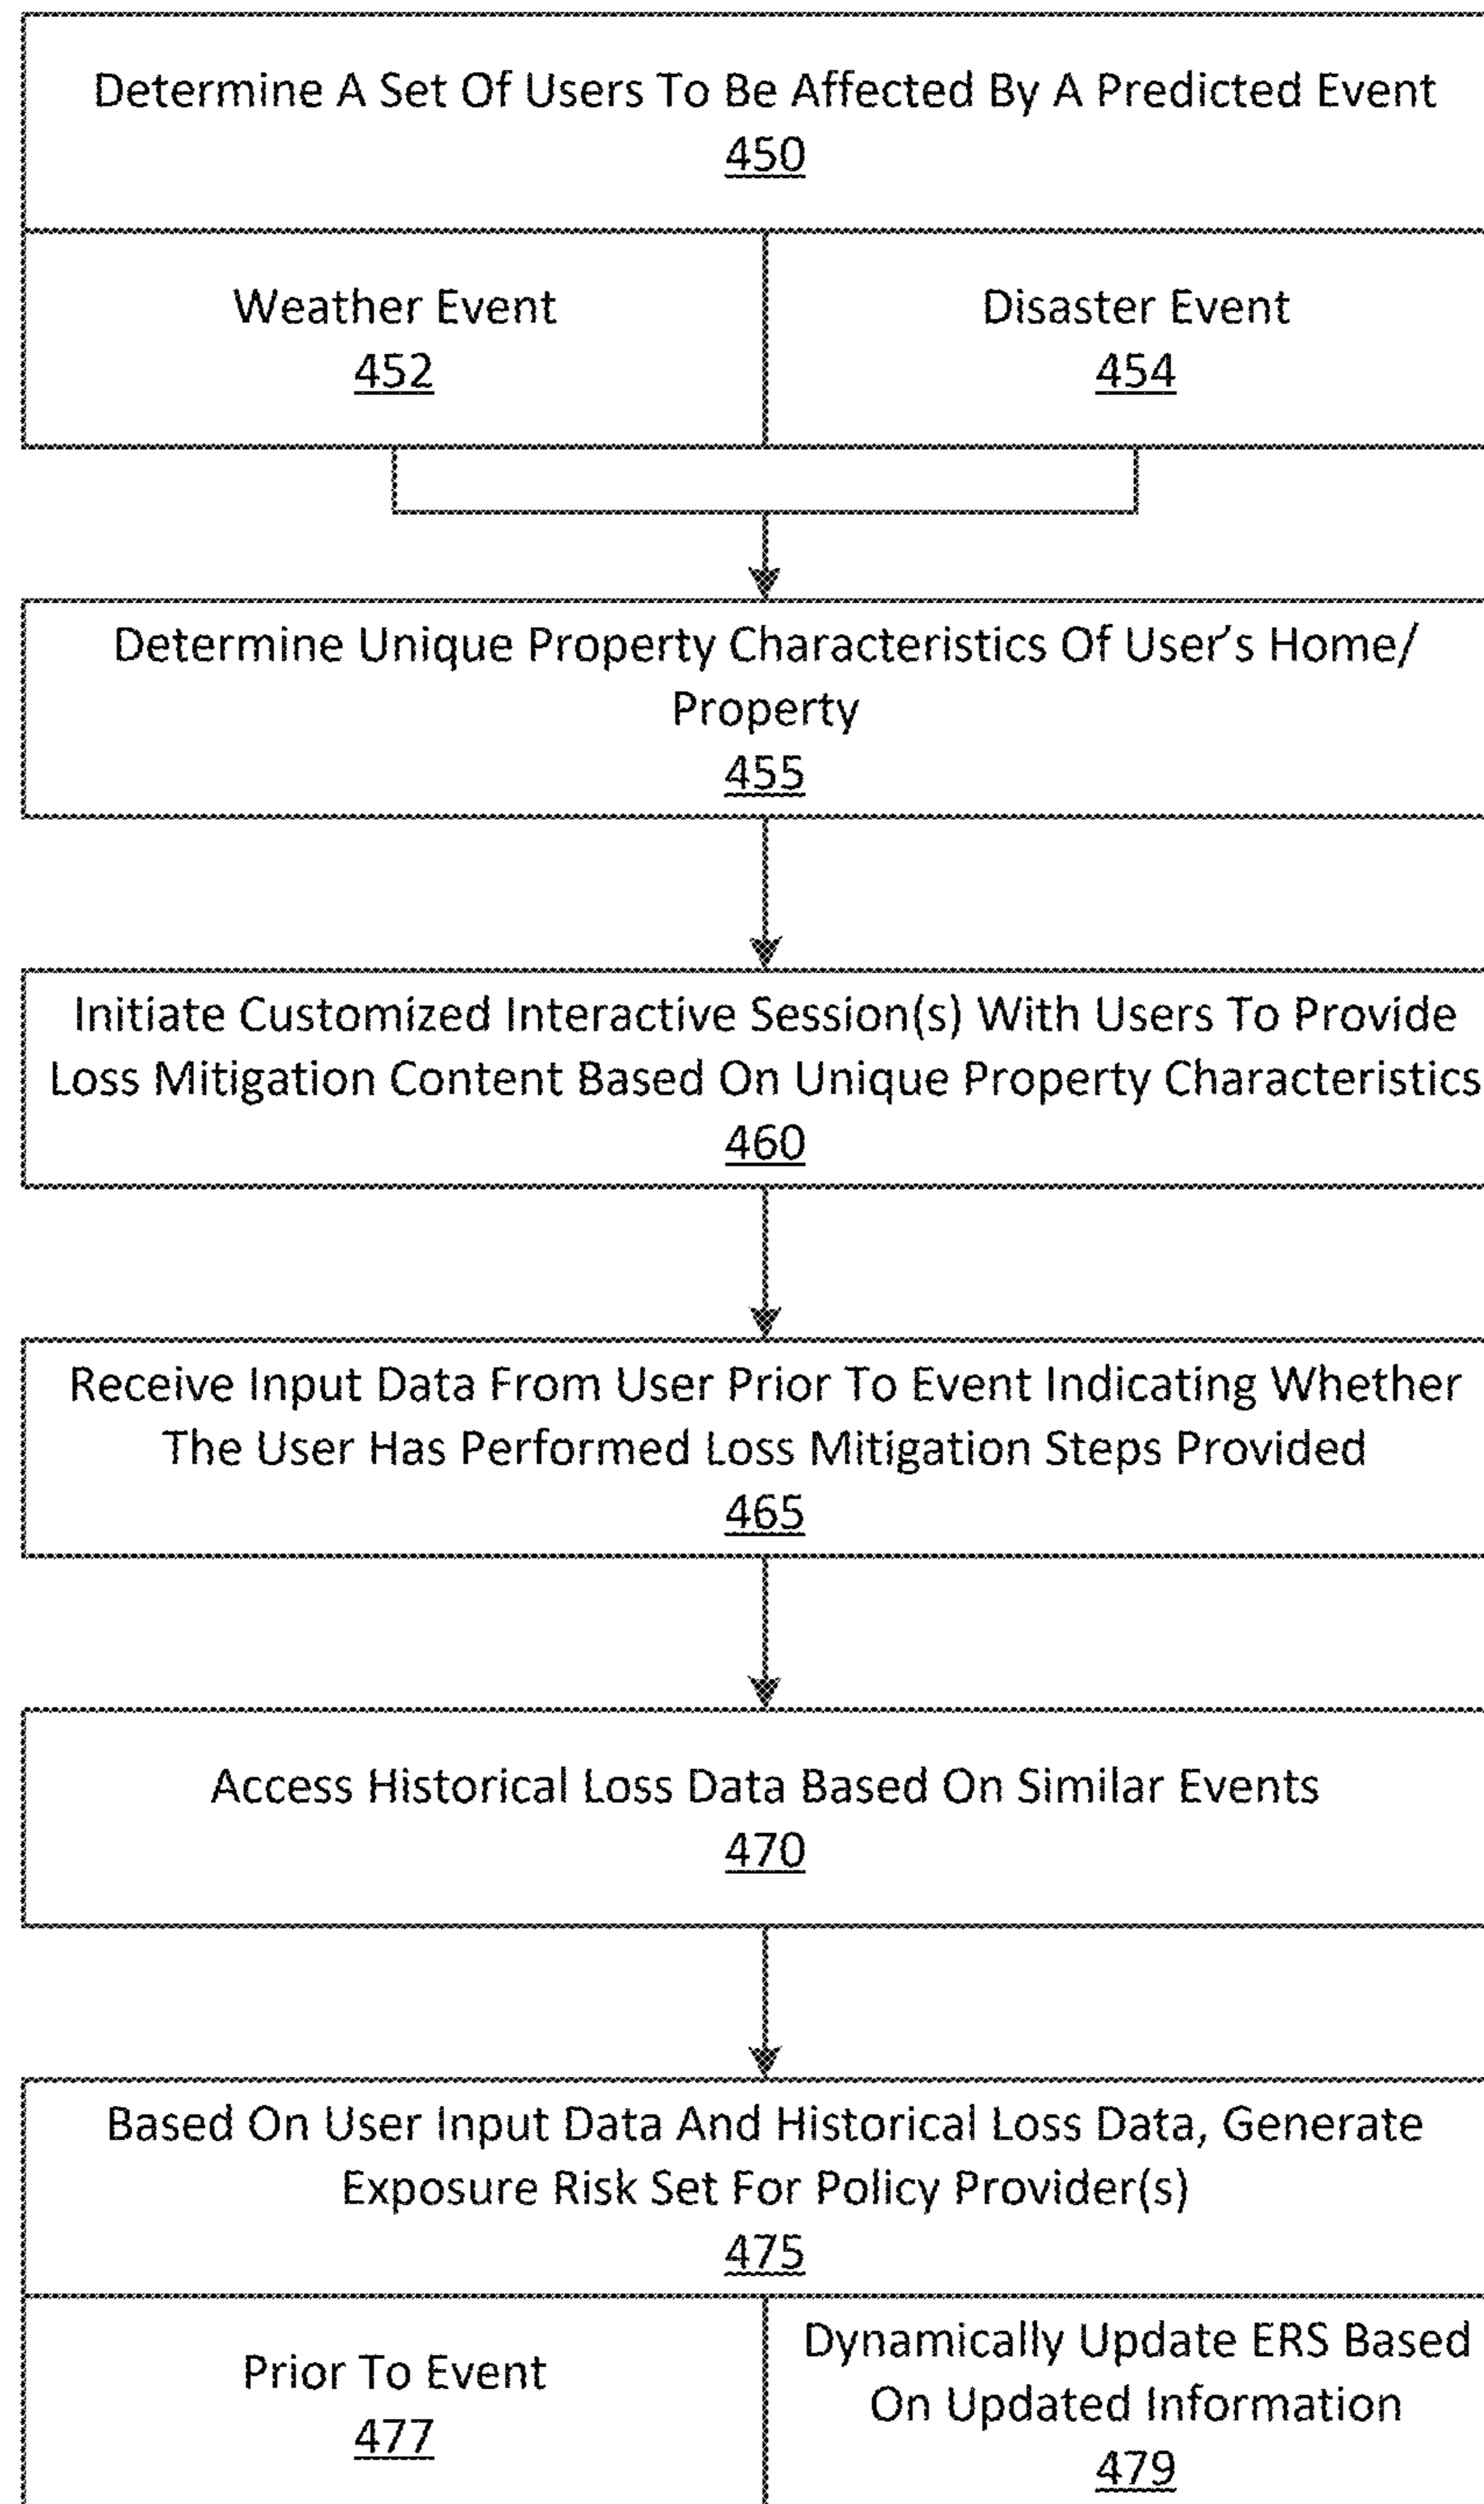 Determine A Set Of Users To Be Affected By A Predicted Event
450
Weather Event
452
Disaster Event
454
Determine Unique Property Characteristics Of User's Home/
Property
455
Initiate Customized Interactive Session(s) With Users To Provide
Loss Mitigation Content Based On Unique Property Characteristics
460
Receive Input Data From User Prior To Event Indicating Whether
The User Has Performed Loss Mitigation Steps Provided
465
Access Historical Loss Data Based On Similar Events
470
Based On User Input Data And Historical Loss Data, Generate
Exposure Risk Set For Policy Provider(s)
475
Prior To Event
477
Dynamically Update ERS Based
On Updated Information
479